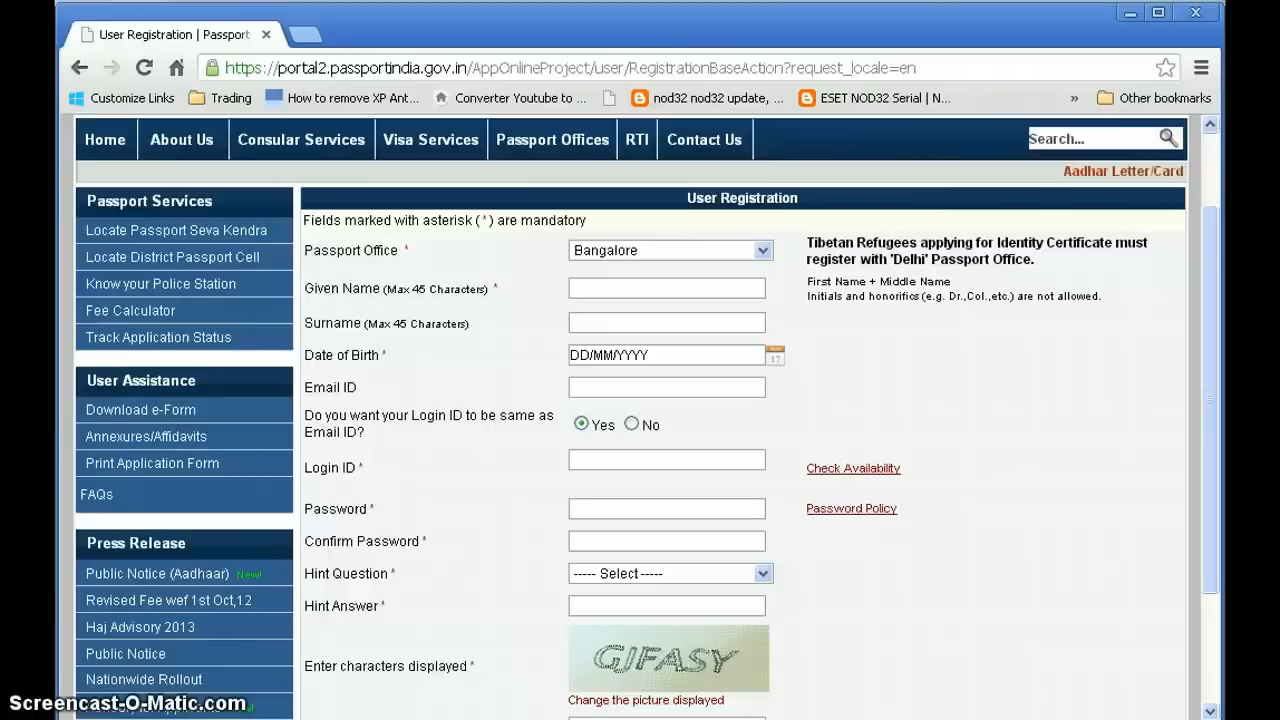 User Registration | Passport
https://portal2.passportindia.gov.in/AppOnlineProject/user/RegistrationBaseAction?request_locale=en
Customize Links Trading How to remove XP Ant... Converter Youtube to ... nod32 nod32 update, ... ESET NOD32 Serial | N... » Other bookmarks
Home About Us Consular Services Visa Services Passport Offices RTI Contact Us Search...
Aadhar Letter/Card
Passport Services
Locate Passport Seva Kendra
Locate District Passport Cell
Know your Police Station
Fee Calculator
Track Application Status
User Assistance
Download e-Form
Annexures/Affidavits
Print Application Form
FAQs
Press Release
Public Notice (Aadhaar) New!
Revised Fee wef 1st Oct,12
Haj Advisory 2013
Public Notice
Nationwide Rollout
User Registration
Fields marked with asterisk (*) are mandatory
Passport Office * Bangalore
Tibetan Refugees applying for Identity Certificate must
register with 'Delhi' Passport Office.
Given Name (Max 45 Characters) *
First Name + Middle Name
Initials and honorifics (e.g. Dr.,Col.,etc.) are not allowed.
Surname (Max 45 Characters)
Date of Birth * DD/MM/YYYY 17
Email ID
Do you want your Login ID to be same as
Email ID? Yes No
Login ID * Check Availability
Password * Password Policy
Confirm Password *
Hint Question * ----- Select -----
Hint Answer *
Enter characters displayed * GJFASY
Change the picture displayed
Screencast-O-Matic.com